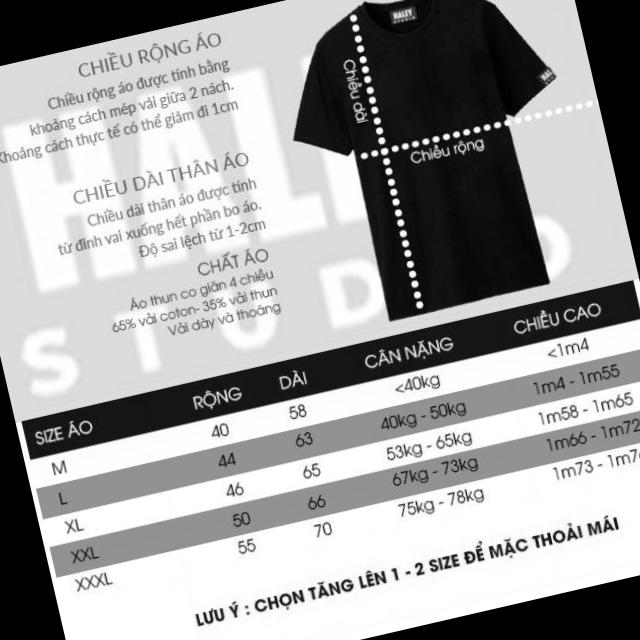 CHIỀU RỘNG ÁO
Chiều rộng áo được tính bằng
khoảng cách mép vải giữa 2 nách.
Khoảng cách thực tế có thể giảm đi 1cm
CHIỀU DÀI THÂN ÁO
Chiều dài thân áo được tính
từ đỉnh vai xuống hết phần bo áo.
Độ sai lệch từ 1-2cm
CHẤT ÁO
Áo thun co giãn 4 chiều
65% vải coton- 35% vải thun
Vải dày và thoáng
HALEY
Chiều dài
Chiều rộng
HAL
STUD O
SIZE ÁO RỘNG DÀI CÂN NẶNG CHIỀU CAO
M 40 58 <40kg <1m4
L 44 63 40kg - 50kg 1m4 - 1m55
XL 46 65 53kg - 65kg 1m58 - 1m65
XXL 50 66 67kg - 73kg 1m66 - 1m72
XXXL 55 70 75kg - 78kg 1m73 -
LƯU Ý : CHỌN TĂNG LÊN 1 - 2 SIZE ĐỂ MẶC THOẢI MÁI